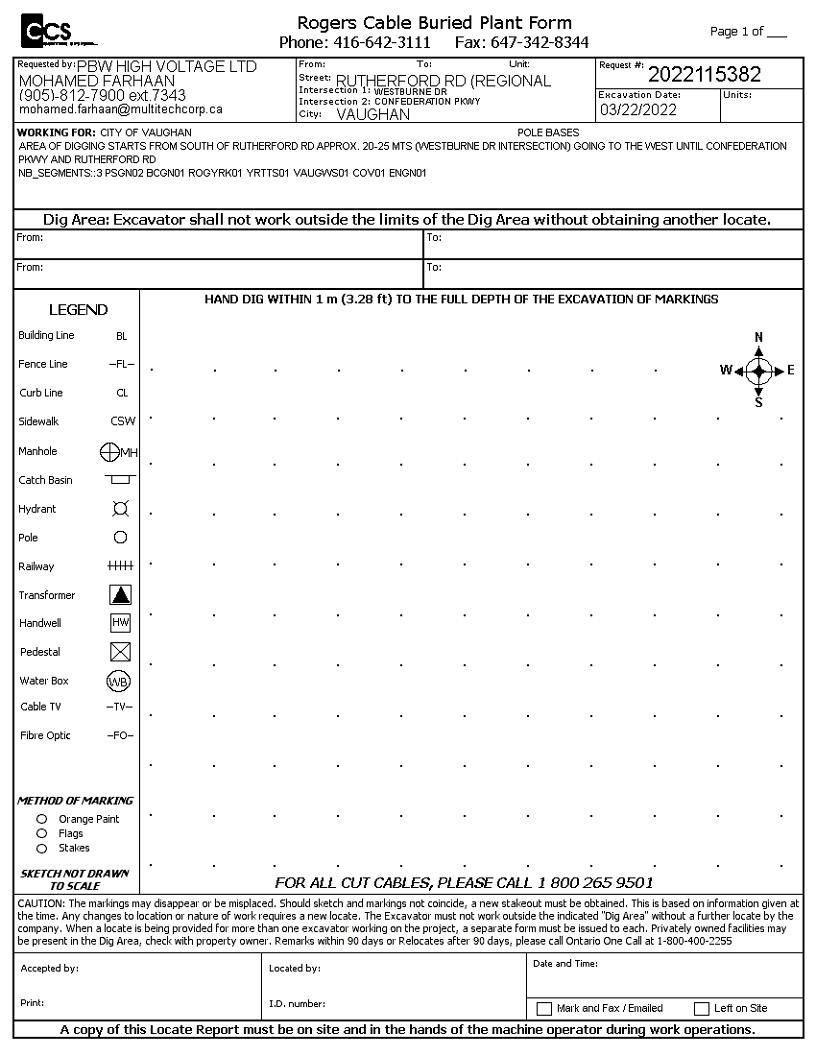 CCS
Rogers Cable Buried Plant Form
Phone: 416-642-3111 Fax: 647-342-8344
Page 1 of ___
Requested by: PBW HIGH VOLTAGE LTD
MOHAMED FARHAAN
(905)-812-7900 ext.7343
mohamed.farhaan@multitechcorp.ca
From: To: Unit:
Street: RUTHERFORD RD (REGIONAL
Intersection 1: WESTBURNE DR
Intersection 2: CONFEDERATION PKWY
City: VAUGHAN
Request #: 2022115382
Excavation Date: Units:
03/22/2022
WORKING FOR: CITY OF VAUGHAN POLE BASES
AREA OF DIGGING STARTS FROM SOUTH OF RUTHERFORD RD APPROX. 20-25 MTS (WESTBURNE DR INTERSECTION) GOING TO THE WEST UNTIL CONFEDERATION
PKWY AND RUTHERFORD RD
NB_SEGMENTS::3 PSGN02 BCGN01 ROGYRK01 YRTTS01 VAUGWS01 COV01 ENGN01
Dig Area: Excavator shall not work outside the limits of the Dig Area without obtaining another locate.
From: To:
From: To:
HAND DIG WITHIN 1 m (3.28 ft) TO THE FULL DEPTH OF THE EXCAVATION OF MARKINGS
LEGEND
Building Line BL
Fence Line –FL–
Curb Line CL
Sidewalk CSW
Manhole MH
Catch Basin
Hydrant
Pole
Railway
Transformer
Handwell HW
Pedestal
Water Box WB
Cable TV –TV–
Fibre Optic –FO–
N
W E
S
METHOD OF MARKING
Orange Paint
Flags
Stakes
SKETCH NOT DRAWN
TO SCALE
FOR ALL CUT CABLES, PLEASE CALL 1 800 265 9501
CAUTION: The markings may disappear or be misplaced. Should sketch and markings not coincide, a new stakeout must be obtained. This is based on information given at
the time. Any changes to location or nature of work requires a new locate. The Excavator must not work outside the indicated "Dig Area" without a further locate by the
company. When a locate is being provided for more than one excavator working on the project, a separate form must be issued to each. Privately owned facilities may
be present in the Dig Area, check with property owner. Remarks within 90 days or Relocates after 90 days, please call Ontario One Call at 1-800-400-2255
Accepted by: Located by: Date and Time:
Print: I.D. number: Mark and Fax / Emailed Left on Site
A copy of this Locate Report must be on site and in the hands of the machine operator during work operations.